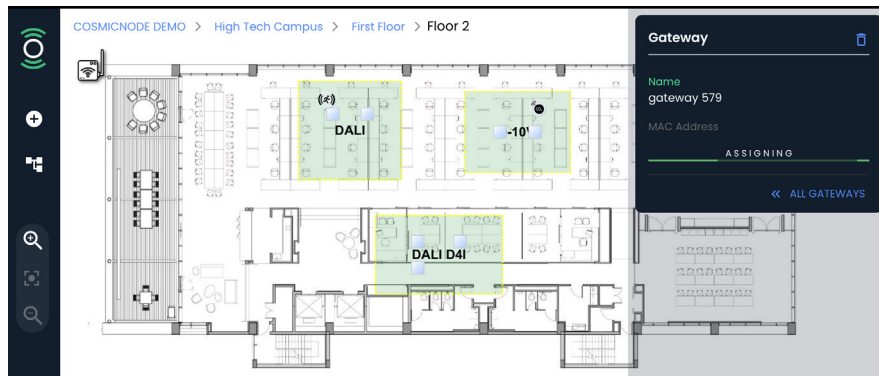 COSMICNODE DEMO > High Tech Campus > First Floor > Floor 2
Gateway
Name
gateway 579
MAC Address
ASSIGNING
« ALL GATEWAYS
DALI
-10V
DALI D4I